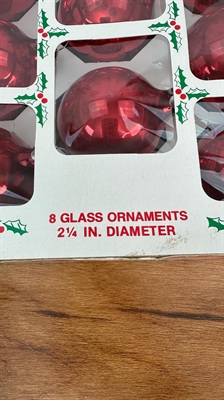 8 GLASS ORNAMENTS
2¼ IN. DIAMETER